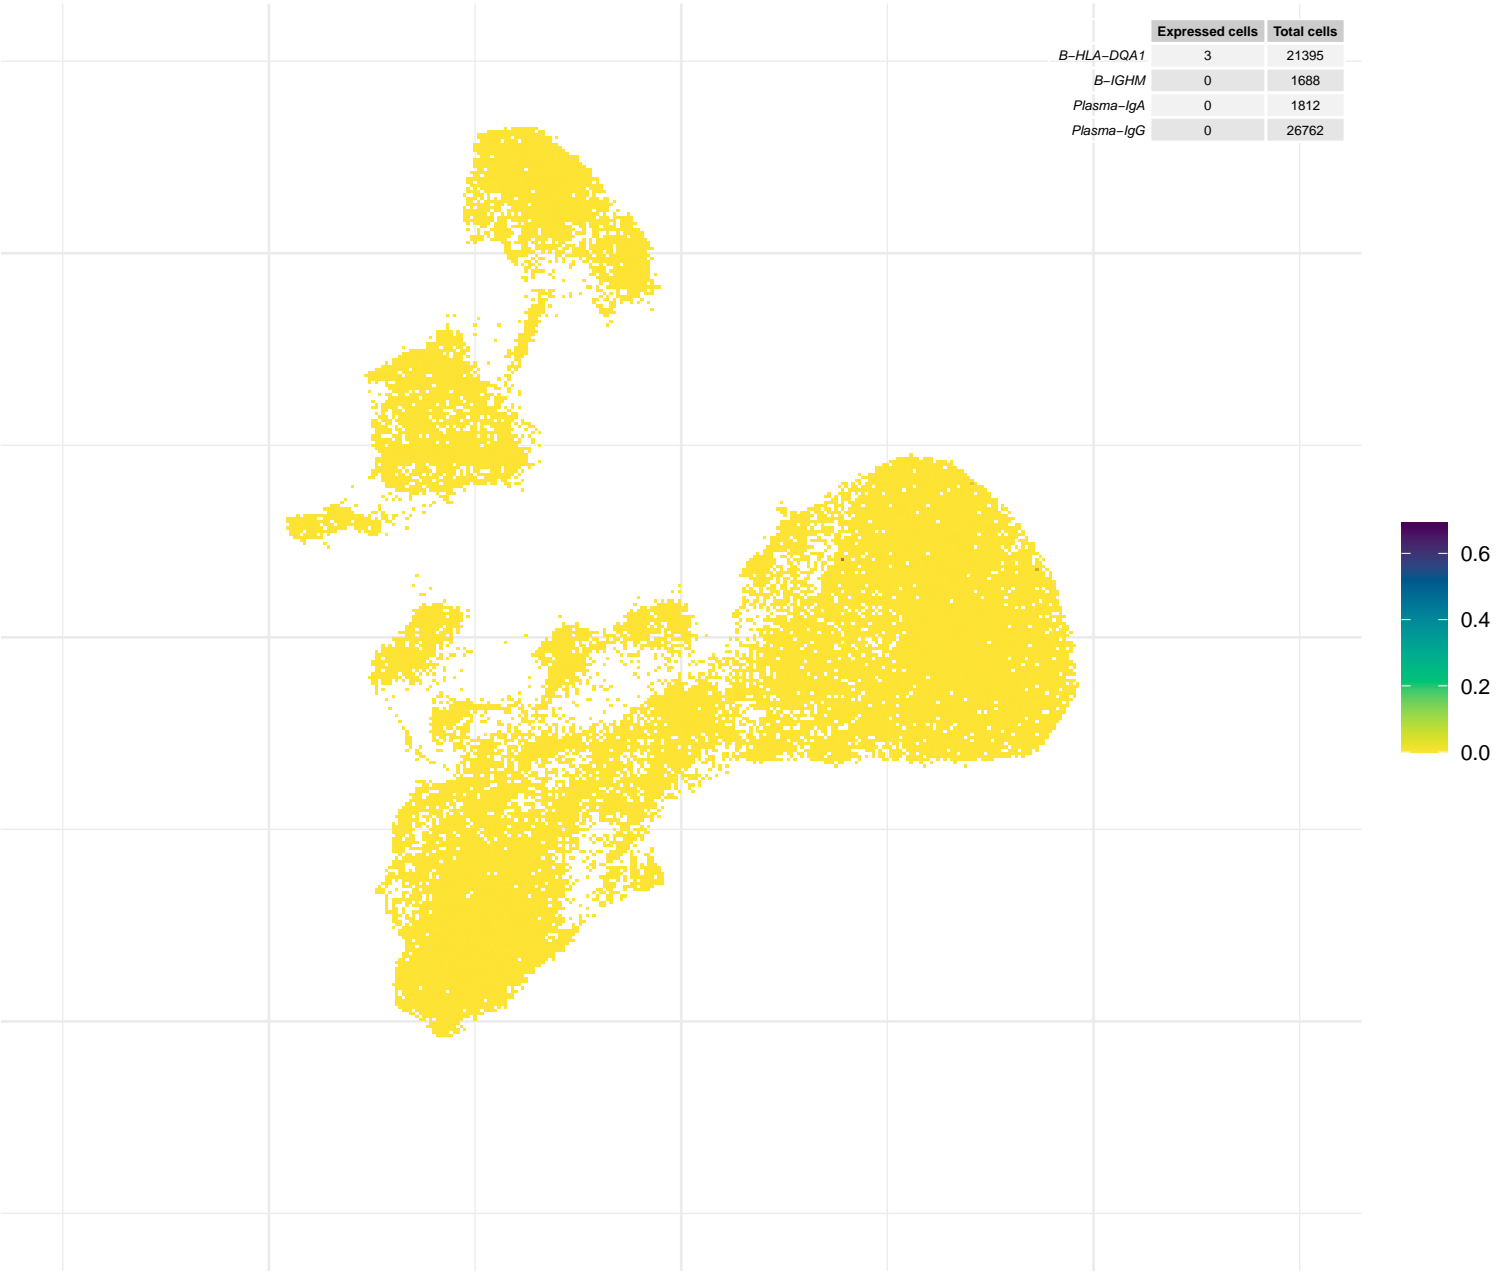 Expressed cells Total cells
B−HLA−DQA1 3 21395
B−IGHM 0 1688
Plasma−IgA 0 1812
Plasma−IgG 0 26762
0.6
0.4
0.2
0.0